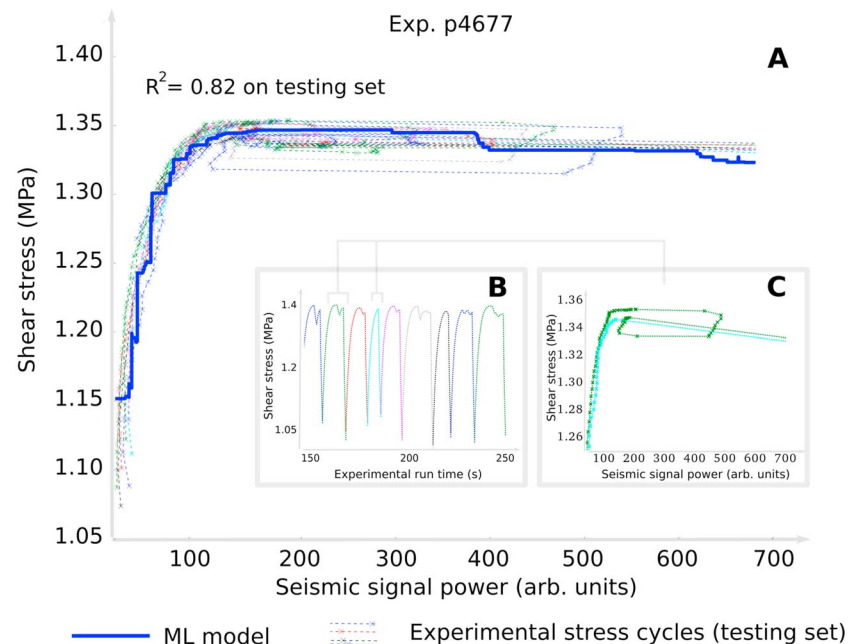 Exp. p4677
A
R²= 0.82 on testing set
Shear stress (MPa)
1.40
1.35
1.30
1.25
1.20
1.15
1.10
1.05
B
Shear stress (MPa)
1.4
1.2
1.05
150
200
250
Experimental run time (s)
C
Shear stress (MPa)
1.36
1.34
1.33
1.32
1.30
1.28
1.26
100 200 300 400 500 600 700
Seismic signal power (arb. units)
100 200 300 400 500 600 700
Seismic signal power (arb. units)
ML model
Experimental stress cycles (testing set)